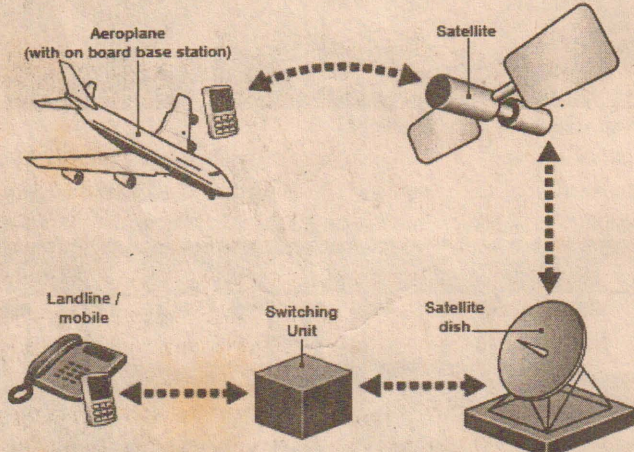 Aeroplane
(with on board base station)
Satellite
Landline /
mobile
Switching
Unit
Satellite
dish